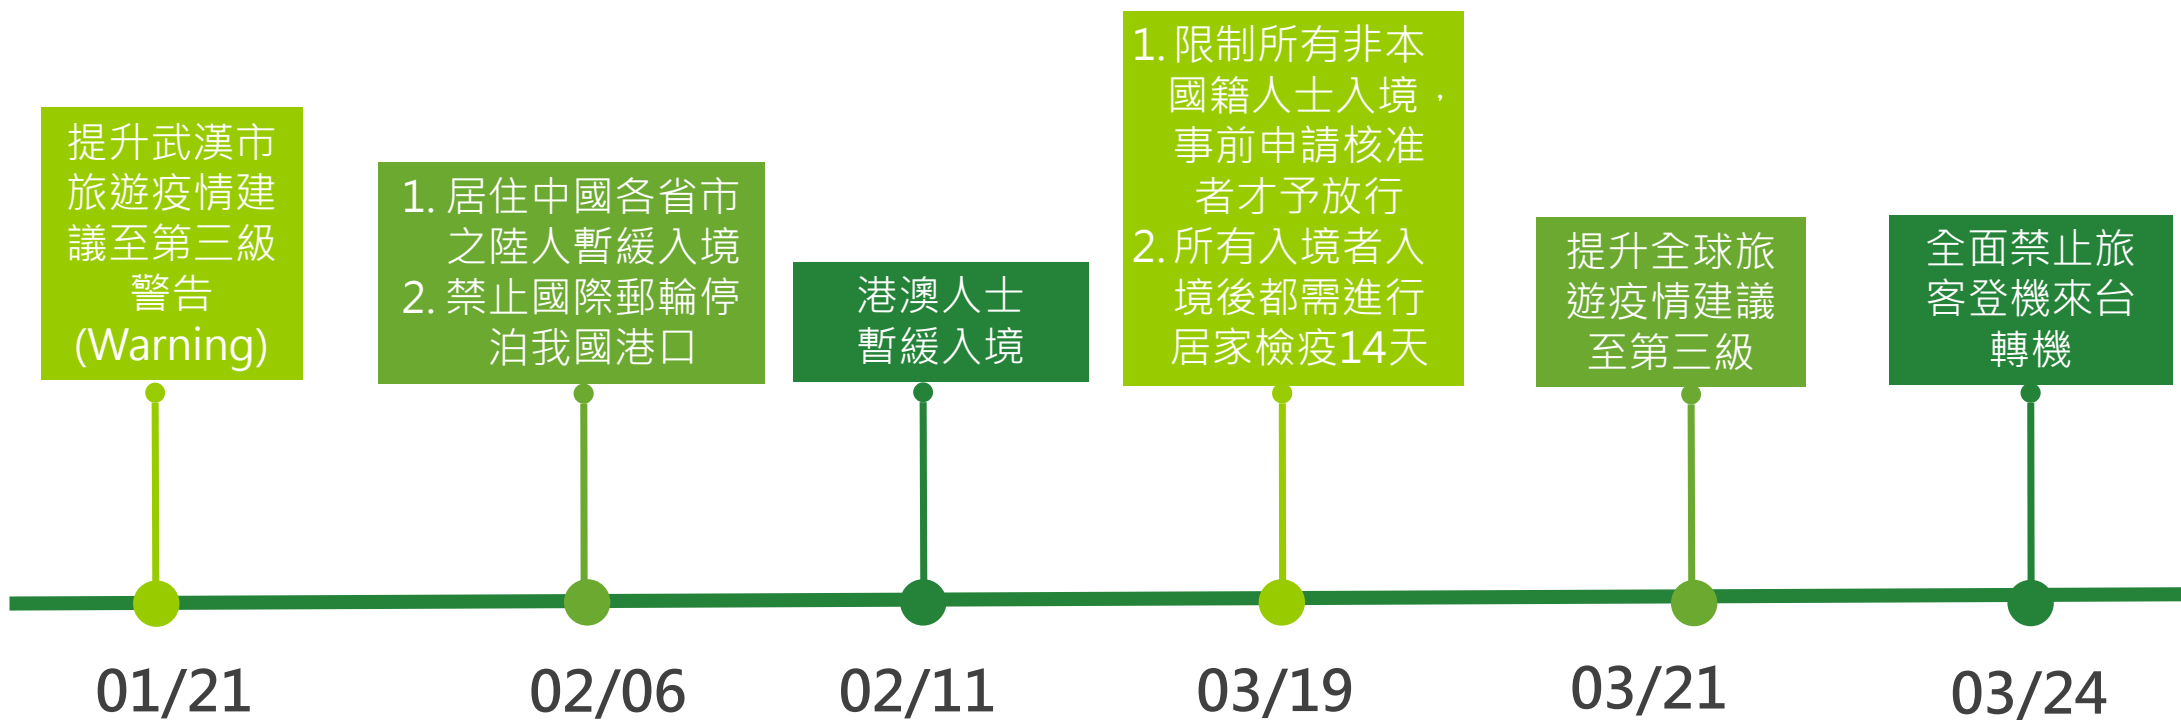 提升武漢市
旅遊疫情建
議至第三級
警告
(Warning)
1. 居住中國各省市
之陸人暫緩入境
2. 禁止國際郵輪停
泊我國港口
港澳人士
暫緩入境
1. 限制所有非本
國籍人士入境，
事前申請核准
者才予放行
2. 所有入境者入
境後都需進行
居家檢疫14天
提升全球旅
遊疫情建議
至第三級
全面禁止旅
客登機來台
轉機
01/21
02/06
02/11
03/19
03/21
03/24